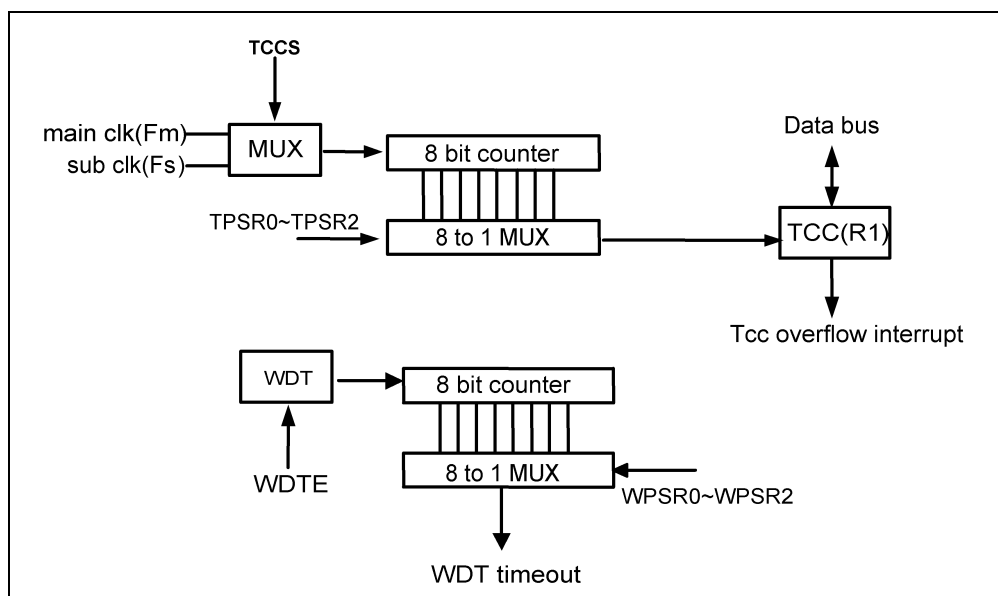 TCCS
main clk(Fm)
sub clk(Fs)
MUX
8 bit counter
TPSR0~TPSR2
8 to 1 MUX
Data bus
TCC(R1)
Tcc overflow interrupt
WDT
8 bit counter
WDTE
8 to 1 MUX
WPSR0~WPSR2
WDT timeout